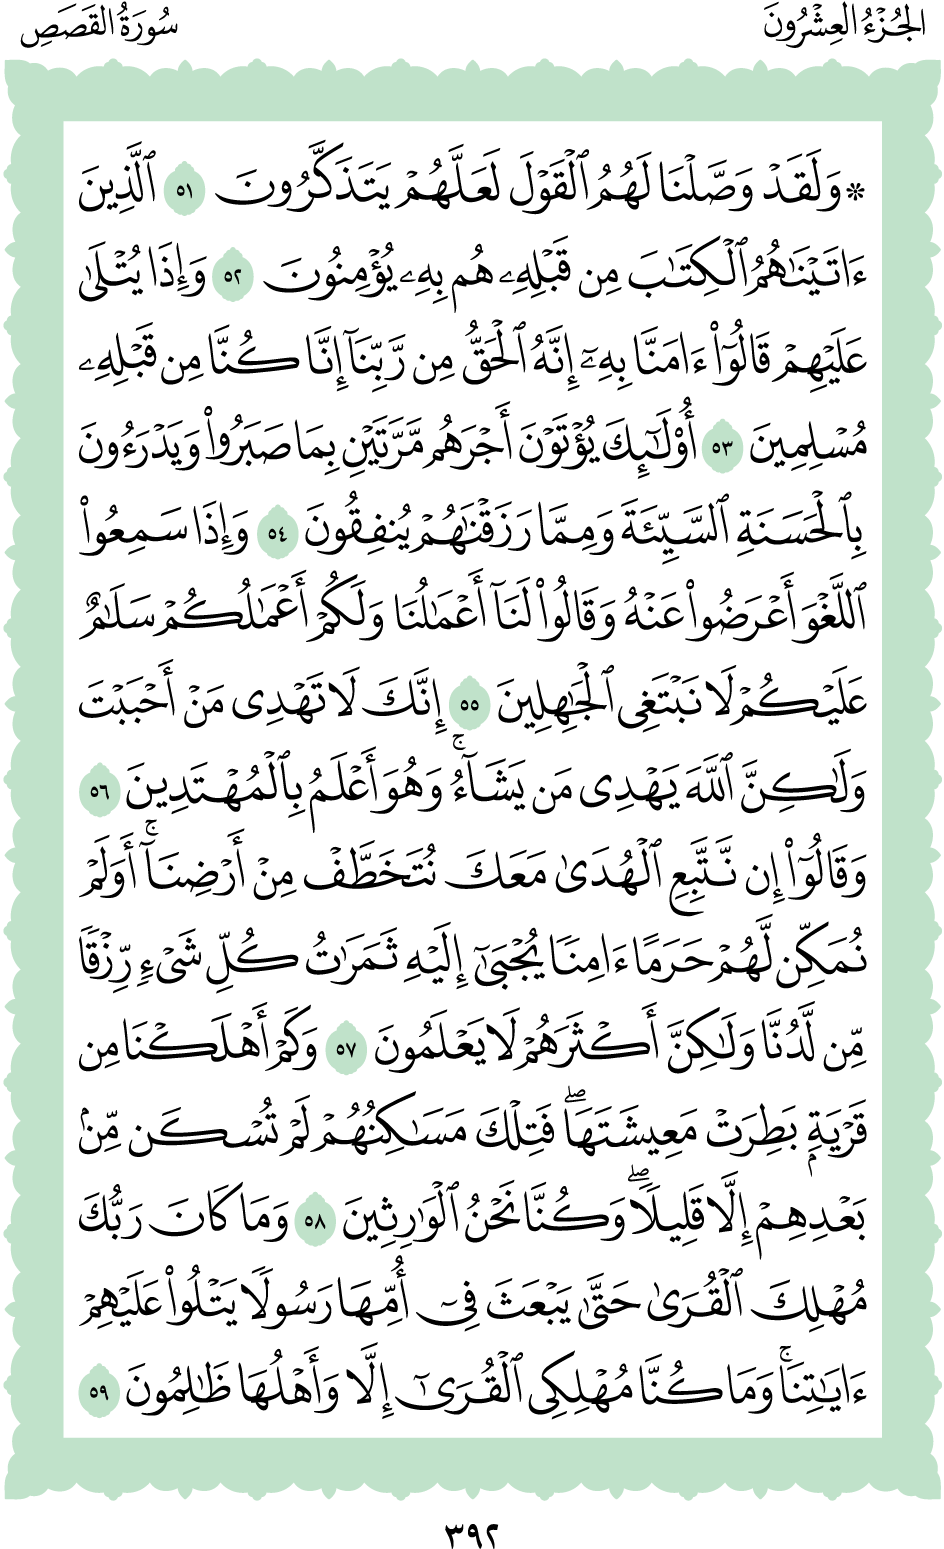 الجُزْءُ العِشْرُونَ
سُورَةُ القَصَصِ
۞ وَلَقَدْ وَصَّلْنَا لَهُمُ ٱلْقَوْلَ لَعَلَّهُمْ يَتَذَكَّرُونَ ٥١ ٱلَّذِينَ
ءَاتَيْنَٰهُمُ ٱلْكِتَٰبَ مِن قَبْلِهِۦ هُم بِهِۦ يُؤْمِنُونَ ٥٢ وَإِذَا يُتْلَىٰ
عَلَيْهِمْ قَالُوٓا۟ ءَامَنَّا بِهِۦٓ إِنَّهُ ٱلْحَقُّ مِن رَّبِّنَآ إِنَّا كُنَّا مِن قَبْلِهِۦ
مُسْلِمِينَ ٥٣ أُو۟لَٰٓئِكَ يُؤْتَوْنَ أَجْرَهُم مَّرَّتَيْنِ بِمَا صَبَرُوا۟ وَيَدْرَءُونَ
بِٱلْحَسَنَةِ ٱلسَّيِّئَةَ وَمِمَّا رَزَقْنَٰهُمْ يُنفِقُونَ ٥٤ وَإِذَا سَمِعُوا۟
ٱللَّغْوَ أَعْرَضُوا۟ عَنْهُ وَقَالُوا۟ لَنَآ أَعْمَٰلُنَا وَلَكُمْ أَعْمَٰلُكُمْ سَلَٰمٌ
عَلَيْكُمْ لَا نَبْتَغِى ٱلْجَٰهِلِينَ ٥٥ إِنَّكَ لَا تَهْدِى مَنْ أَحْبَبْتَ
وَلَٰكِنَّ ٱللَّهَ يَهْدِى مَن يَشَآءُۚ وَهُوَ أَعْلَمُ بِٱلْمُهْتَدِينَ ٥٦
وَقَالُوٓا۟ إِن نَّتَّبِعِ ٱلْهُدَىٰ مَعَكَ نُتَخَطَّفْ مِنْ أَرْضِنَآۚ أَوَلَمْ
نُمَكِّن لَّهُمْ حَرَمًا ءَامِنًا يُجْبَىٰٓ إِلَيْهِ ثَمَرَٰتُ كُلِّ شَىْءٍ رِّزْقًا
مِّن لَّدُنَّا وَلَٰكِنَّ أَكْثَرَهُمْ لَا يَعْلَمُونَ ٥٧ وَكَمْ أَهْلَكْنَا مِن
قَرْيَةٍۭ بَطِرَتْ مَعِيشَتَهَاۖ فَتِلْكَ مَسَٰكِنُهُمْ لَمْ تُسْكَن مِّنۢ
بَعْدِهِمْ إِلَّا قَلِيلًاۖ وَكُنَّا نَحْنُ ٱلْوَٰرِثِينَ ٥٨ وَمَا كَانَ رَبُّكَ
مُهْلِكَ ٱلْقُرَىٰ حَتَّىٰ يَبْعَثَ فِىٓ أُمِّهَا رَسُولًا يَتْلُوا۟ عَلَيْهِمْ
ءَايَٰتِنَاۚ وَمَا كُنَّا مُهْلِكِى ٱلْقُرَىٰٓ إِلَّا وَأَهْلُهَا ظَٰلِمُونَ ٥٩
٣٩٢